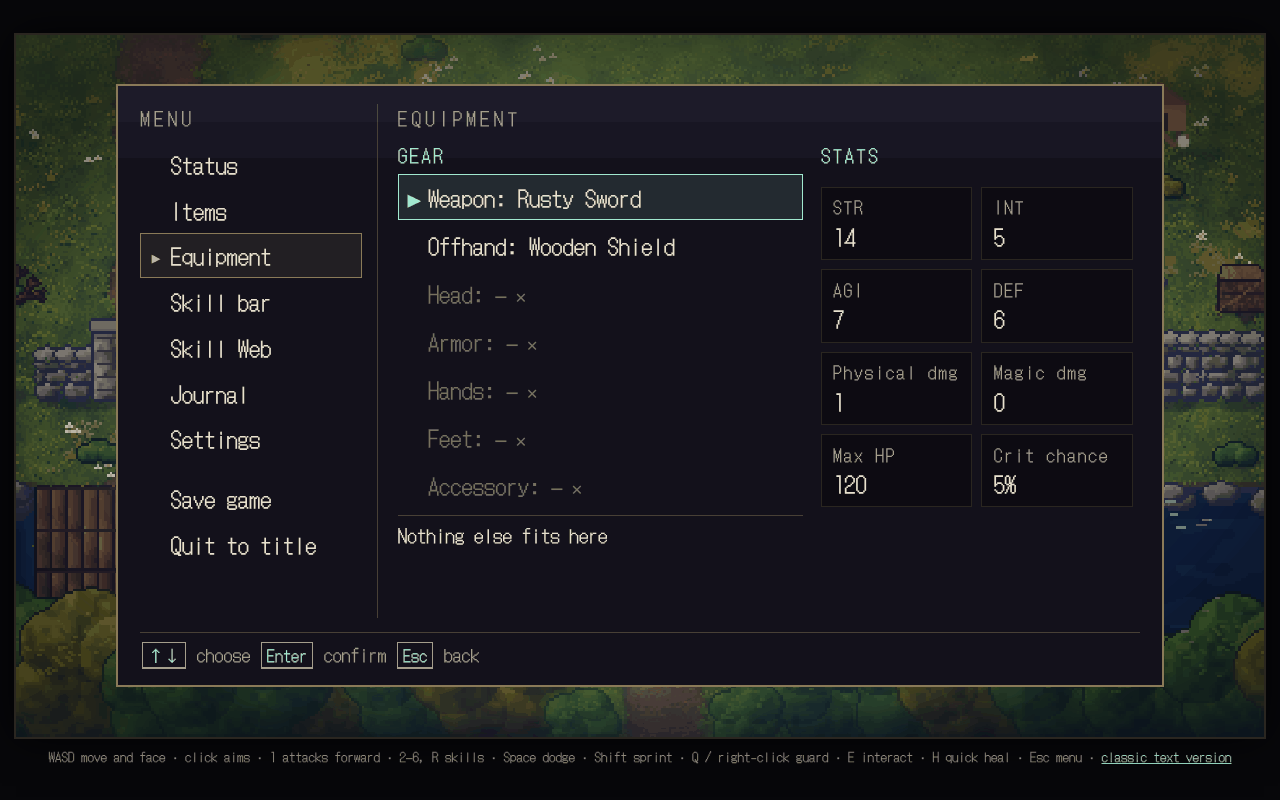 MENU
Status
Items
▸ Equipment
Skill bar
Skill Web
Journal
Settings
Save game
Quit to title
EQUIPMENT
GEAR
▶ Weapon: Rusty Sword
Offhand: Wooden Shield
Head: — ×
Armor: — ×
Hands: — ×
Feet: — ×
Accessory: — ×
Nothing else fits here
STATS
STR
14
INT
5
AGI
7
DEF
6
Physical dmg
1
Magic dmg
0
Max HP
120
Crit chance
5%
↑↓ choose Enter confirm Esc back
WASD move and face · click aims · 1 attacks forward · 2–6, R skills · Space dodge · Shift sprint · Q / right-click guard · E interact · H quick heal · Esc menu · classic text version